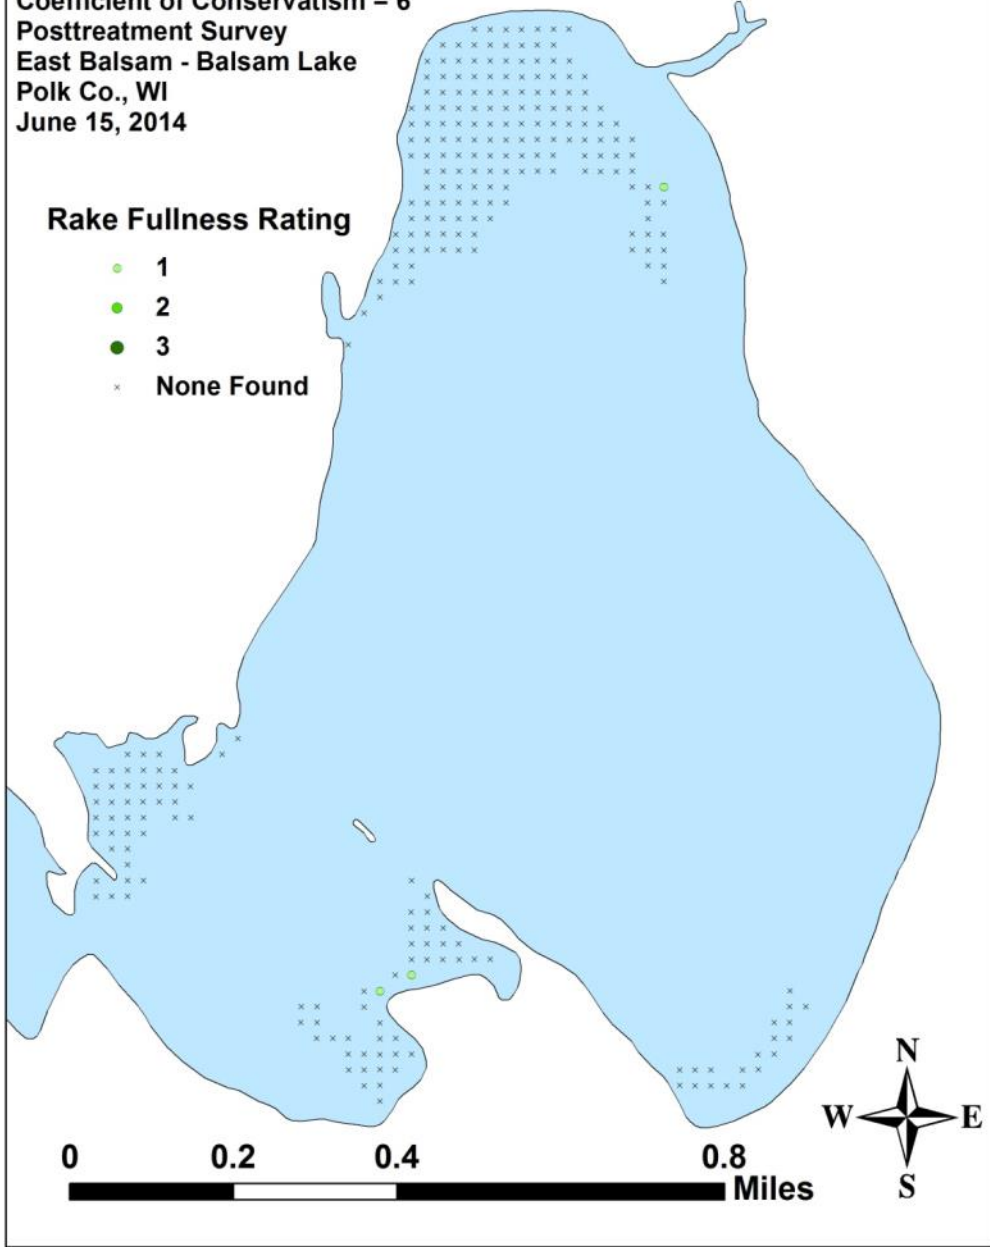 Coefficient of Conservatism – 6
Posttreatment Survey
East Balsam - Balsam Lake
Polk Co., WI
June 15, 2014
Rake Fullness Rating
1
2
3
None Found
N
W E
S
0 0.2 0.4 0.8
Miles